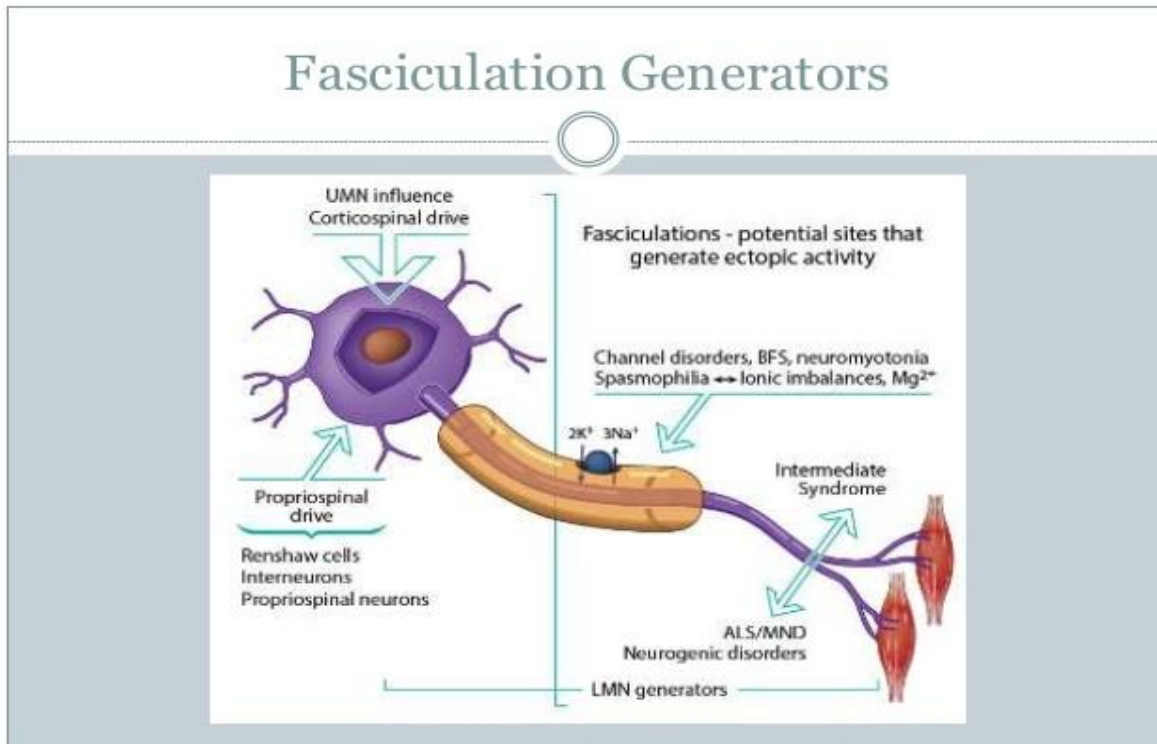 Fasciculation Generators
UMN influence
Corticospinal drive
Fasciculations - potential sites that
generate ectopic activity
Channel disorders, BFS, neuromyotonia
Spasmophilia ↔ Ionic imbalances, Mg²⁺
2K⁺ 3Na⁺
Intermediate
Syndrome
Propriospinal
drive
Renshaw cells
Interneurons
Propriospinal neurons
ALS/MND
Neurogenic disorders
LMN generators